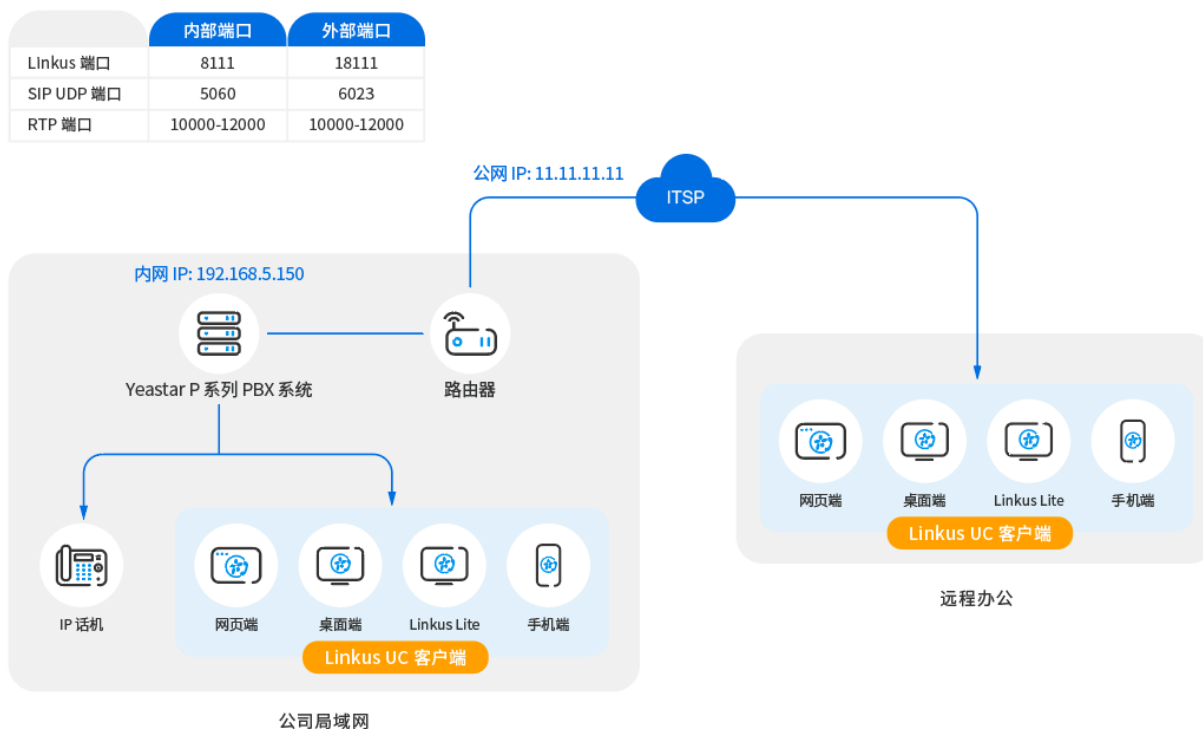 内部端口 外部端口
Linkus 端口 8111 18111
SIP UDP 端口 5060 6023
RTP 端口 10000-12000 10000-12000
公网 IP: 11.11.11.11
ITSP
内网 IP: 192.168.5.150
Yeastar P 系列 PBX 系统
路由器
网页端 桌面端 Linkus Lite 手机端
Linkus UC 客户端
远程办公
IP 话机
网页端 桌面端 Linkus Lite 手机端
Linkus UC 客户端
公司局域网